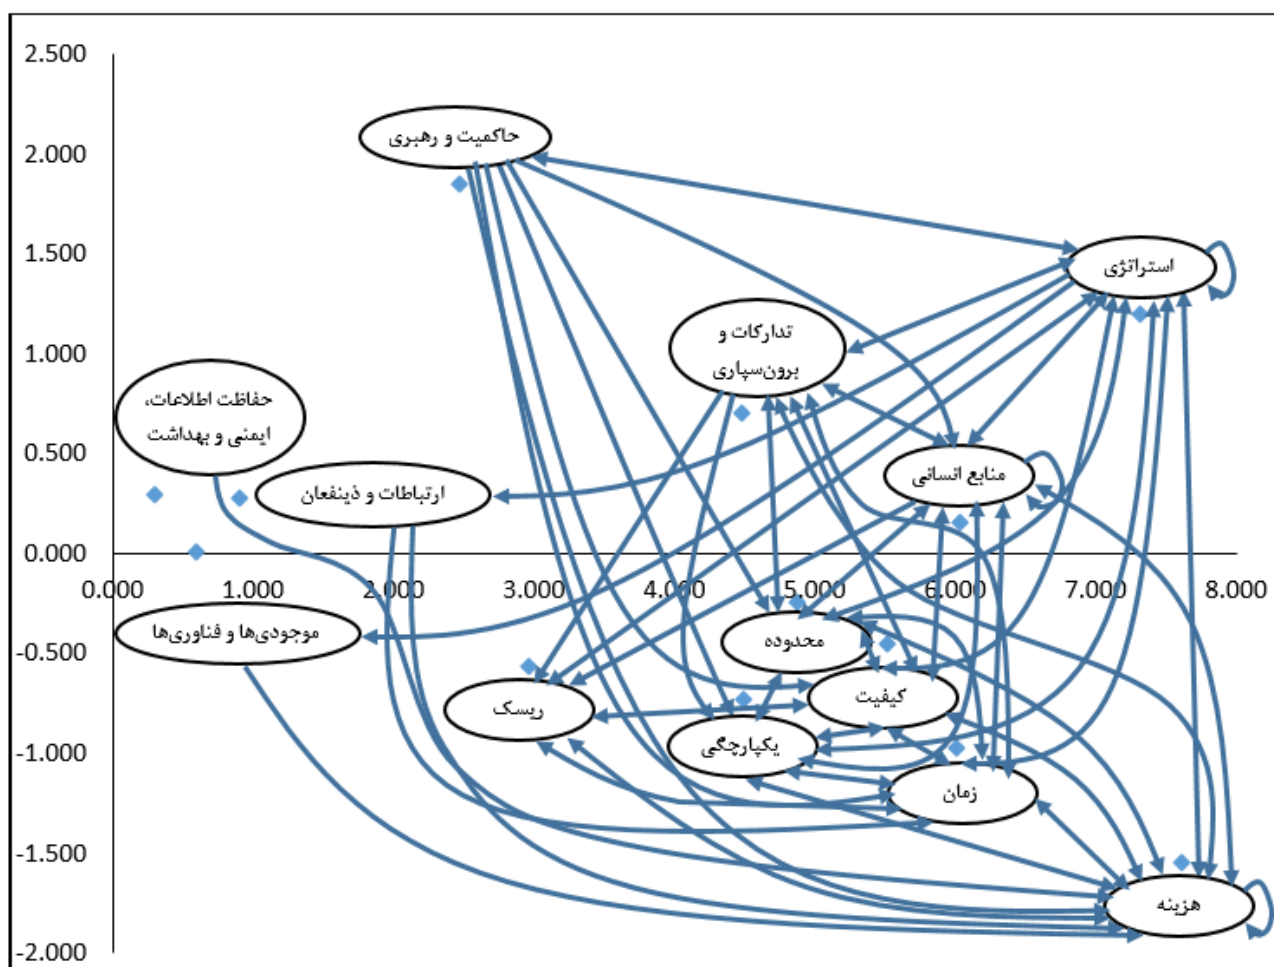 2.500
حاکمیت و رهبری
2.000
1.500
استراتژی
تدارکات و
برون‌سپاری
1.000
حفاظت اطلاعات،
ایمنی و بهداشت
0.500
ارتباطات و ذینفعان
منابع انسانی
0.000
0.000 1.000 2.000 3.000 4.000 5.000 6.000 7.000 8.000
موجودی‌ها و فناوری‌ها
محدوده
-0.500
کیفیت
ریسک
یکپارچگی
-1.000
زمان
-1.500
هزینه
-2.000